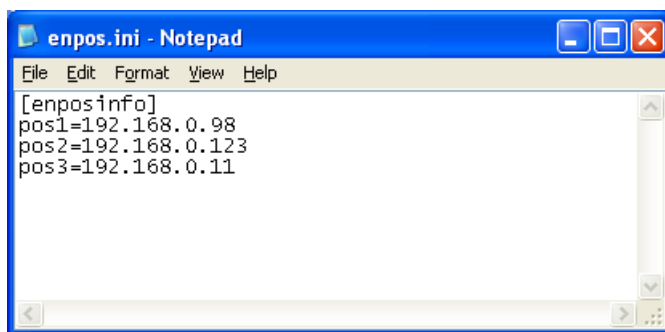 enpos.ini - Notepad
File Edit Format View Help
[enposinfo]
pos1=192.168.0.98
pos2=192.168.0.123
pos3=192.168.0.11